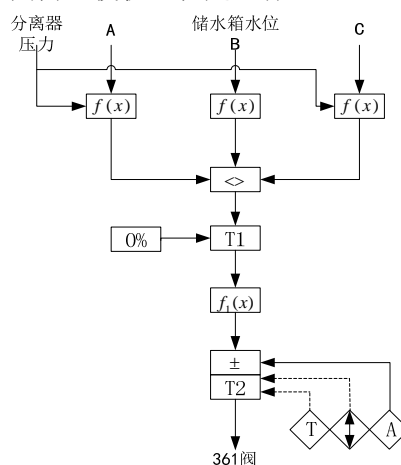 分离器
压力
A
储水箱水位
B
C
f(x)
f(x)
f(x)
<>
0%
T1
f₁(x)
±
T2
T
A
361阀